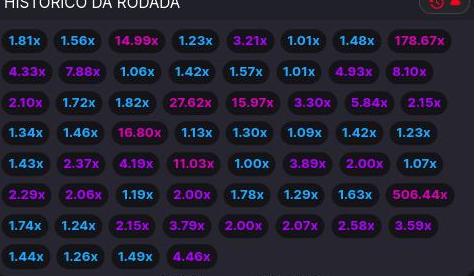 HISTÓRICO DA RODADA
1.81x 1.56x 14.99x 1.23x 3.21x 1.01x 1.48x 178.67x
4.33x 7.88x 1.06x 1.42x 1.57x 1.01x 4.93x 8.10x
2.10x 1.72x 1.82x 27.62x 15.97x 3.30x 5.84x 2.15x
1.34x 1.46x 16.80x 1.13x 1.30x 1.09x 1.42x 1.23x
1.43x 2.37x 4.19x 11.03x 1.00x 3.89x 2.00x 1.07x
2.29x 2.06x 1.19x 2.00x 1.78x 1.29x 1.63x 506.44x
1.74x 1.24x 2.15x 3.79x 2.00x 2.07x 2.58x 3.59x
1.44x 1.26x 1.49x 4.46x